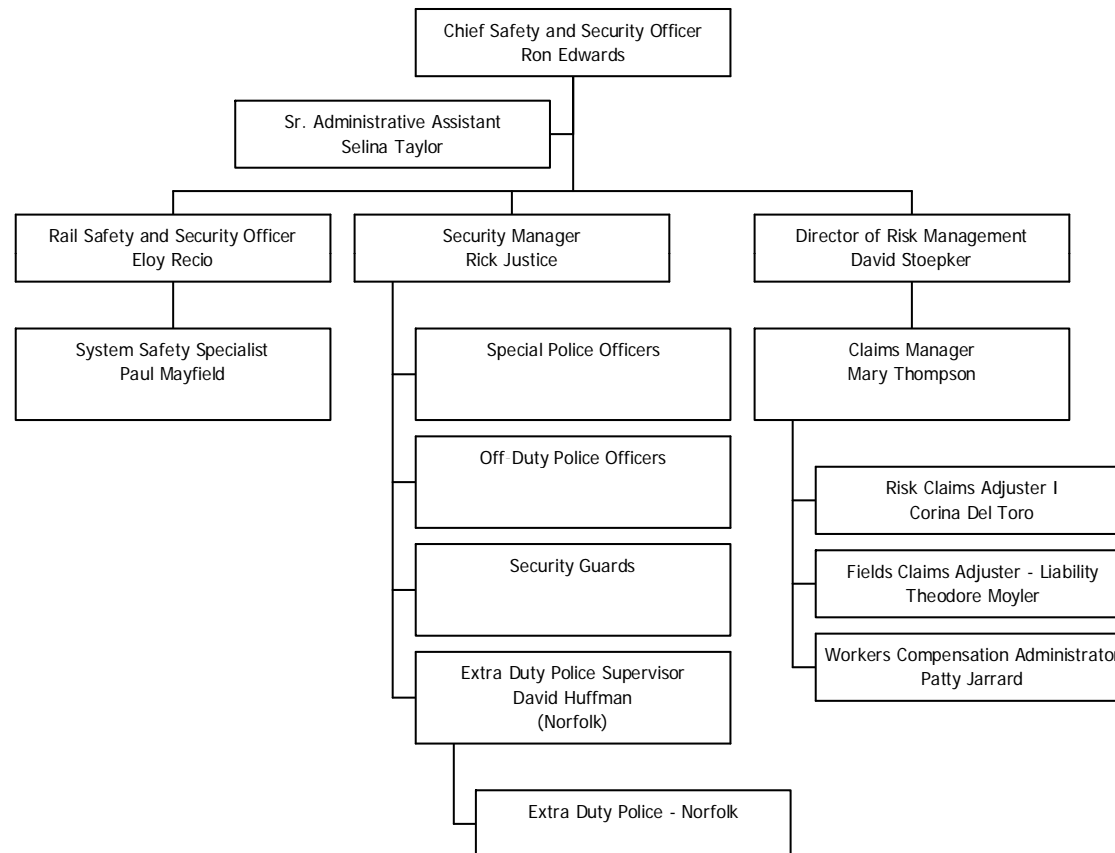 Chief Safety and Security Officer
Ron Edwards
Sr. Administrative Assistant
Selina Taylor
Rail Safety and Security Officer
Eloy Recio
Security Manager
Rick Justice
Director of Risk Management
David Stoepker
System Safety Specialist
Paul Mayfield
Special Police Officers
Off-Duty Police Officers
Security Guards
Extra Duty Police Supervisor
David Huffman
(Norfolk)
Extra Duty Police - Norfolk
Claims Manager
Mary Thompson
Risk Claims Adjuster I
Corina Del Toro
Fields Claims Adjuster - Liability
Theodore Moyler
Workers Compensation Administrator
Patty Jarrard